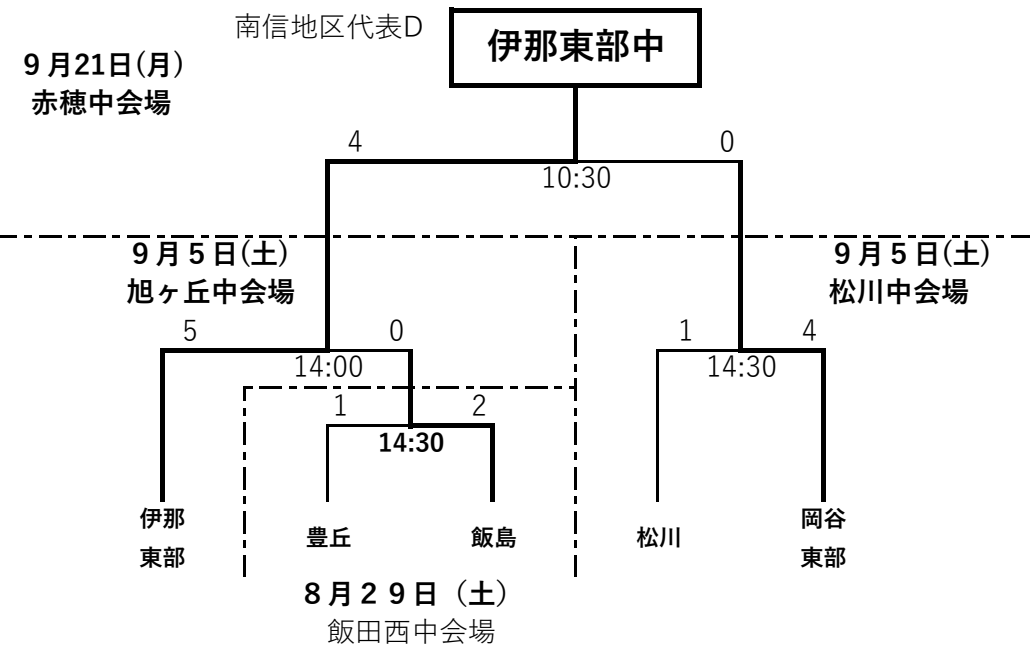 南信地区代表D
伊那東部中
９月21日(月)
赤穂中会場
4
0
10:30
９月５日(土)
旭ヶ丘中会場
９月５日(土)
松川中会場
5
0
14:00
1
4
14:30
1
2
14:30
伊那
東部
豊丘
飯島
松川
岡谷
東部
８月２９日（土）
飯田西中会場